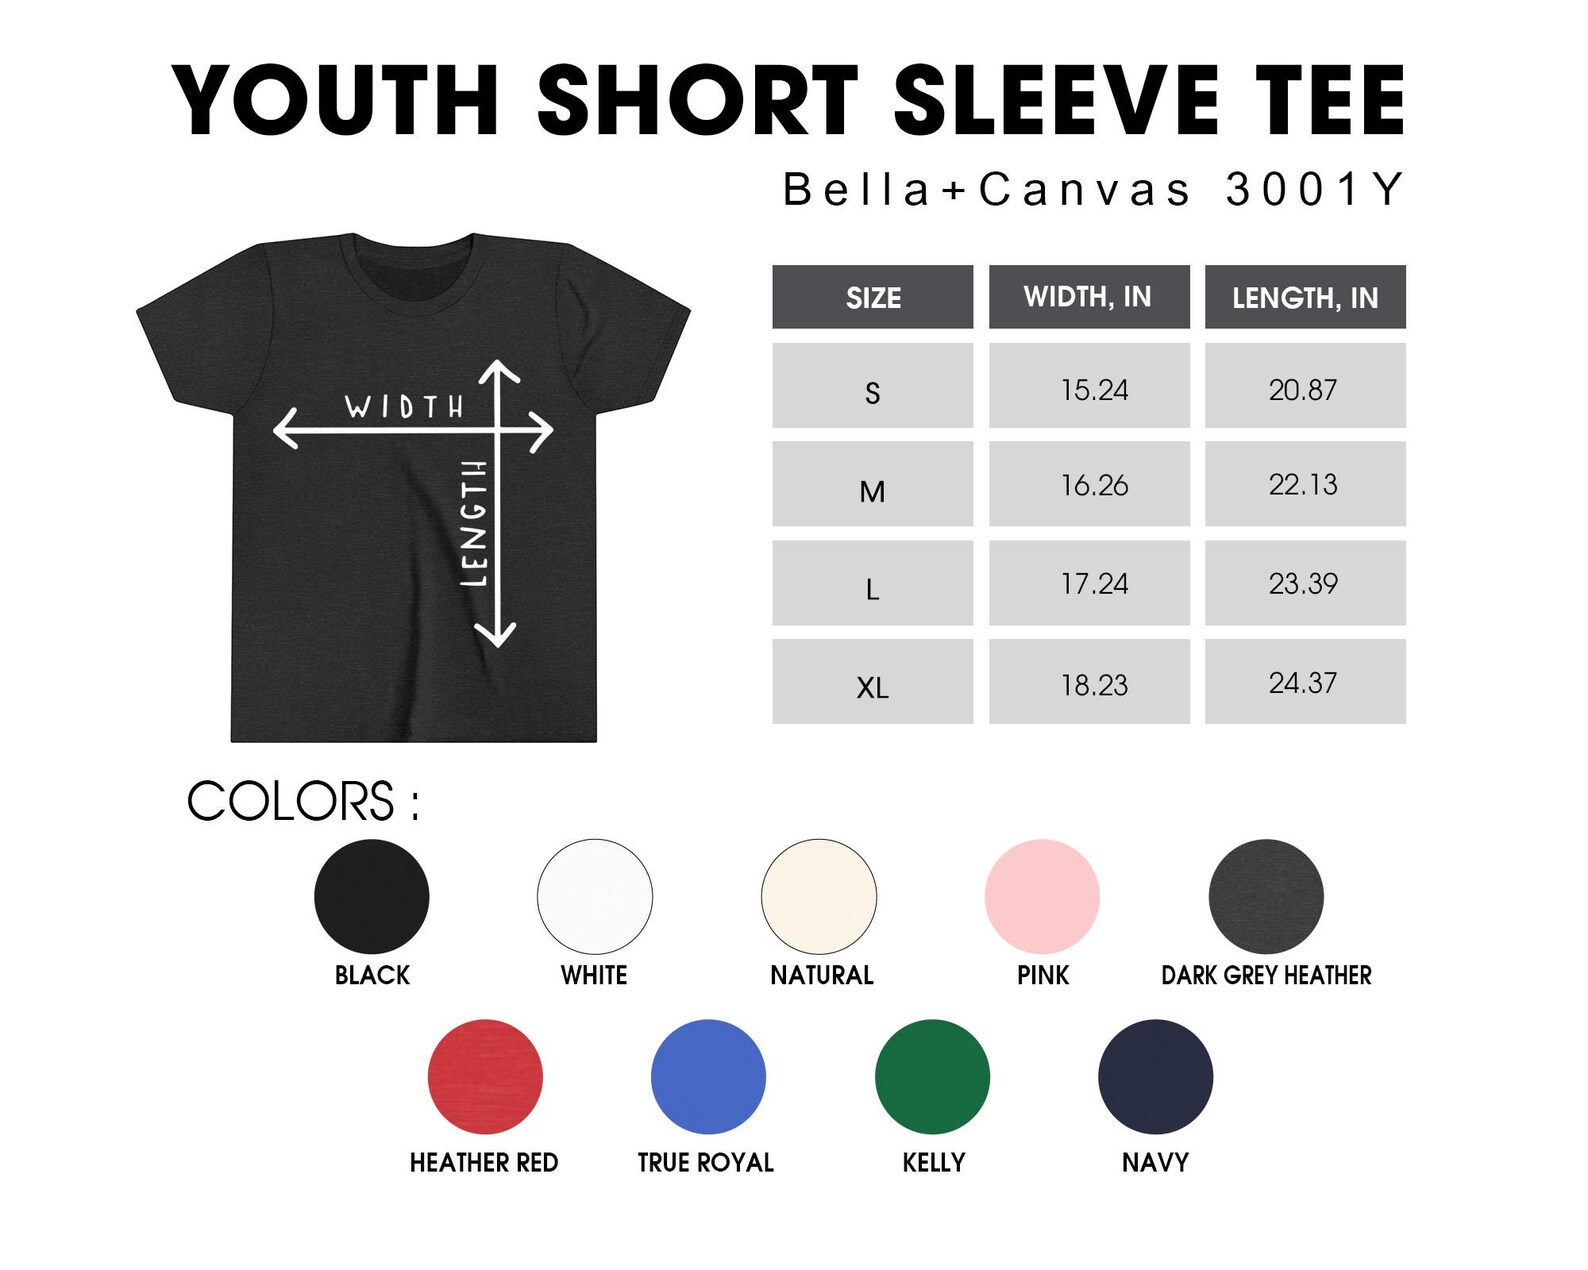 YOUTH SHORT SLEEVE TEE
Bella+Canvas 3001Y
WIDTH
LENGTH
SIZE WIDTH, IN LENGTH, IN
S 15.24 20.87
M 16.26 22.13
L 17.24 23.39
XL 18.23 24.37
COLORS :
BLACK WHITE NATURAL PINK DARK GREY HEATHER
HEATHER RED TRUE ROYAL KELLY NAVY